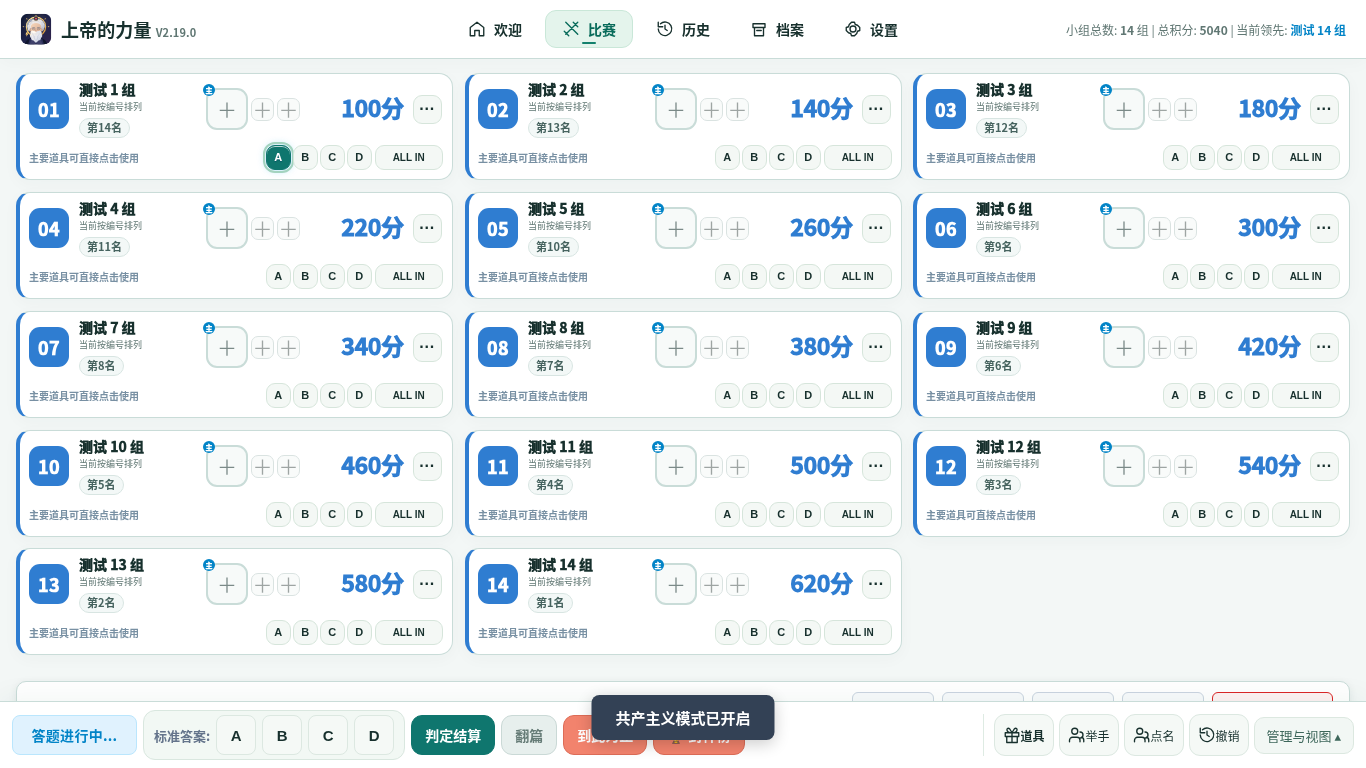 上帝的力量 V2.19.0
欢迎
比赛
历史
档案
设置
小组总数: 14 组 | 总积分: 5040 | 当前领先: 测试 14 组
01
测试 1 组
当前按编号排列
第14名
主
100分
...
主要道具可直接点击使用
A B C D ALL IN
02
测试 2 组
当前按编号排列
第13名
主
140分
...
主要道具可直接点击使用
A B C D ALL IN
03
测试 3 组
当前按编号排列
第12名
主
180分
...
主要道具可直接点击使用
A B C D ALL IN
04
测试 4 组
当前按编号排列
第11名
主
220分
...
主要道具可直接点击使用
A B C D ALL IN
05
测试 5 组
当前按编号排列
第10名
主
260分
...
主要道具可直接点击使用
A B C D ALL IN
06
测试 6 组
当前按编号排列
第9名
主
300分
...
主要道具可直接点击使用
A B C D ALL IN
07
测试 7 组
当前按编号排列
第8名
主
340分
...
主要道具可直接点击使用
A B C D ALL IN
08
测试 8 组
当前按编号排列
第7名
主
380分
...
主要道具可直接点击使用
A B C D ALL IN
09
测试 9 组
当前按编号排列
第6名
主
420分
...
主要道具可直接点击使用
A B C D ALL IN
10
测试 10 组
当前按编号排列
第5名
主
460分
...
主要道具可直接点击使用
A B C D ALL IN
11
测试 11 组
当前按编号排列
第4名
主
500分
...
主要道具可直接点击使用
A B C D ALL IN
12
测试 12 组
当前按编号排列
第3名
主
540分
...
主要道具可直接点击使用
A B C D ALL IN
13
测试 13 组
当前按编号排列
第2名
主
580分
...
主要道具可直接点击使用
A B C D ALL IN
14
测试 14 组
当前按编号排列
第1名
主
620分
...
主要道具可直接点击使用
A B C D ALL IN
共产主义模式已开启
答题进行中...
标准答案: A B C D
判定结算
翻篇
道具
举手
点名
撤销
管理与视图 ▴